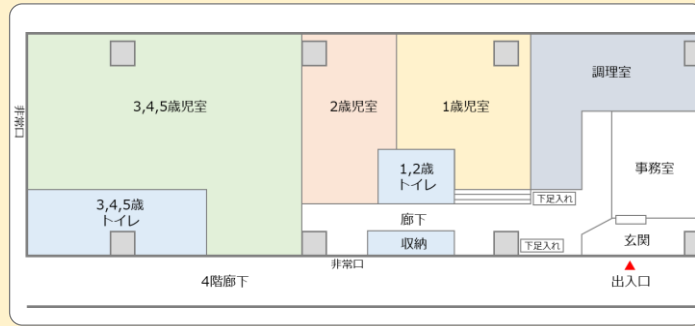 調理室
3,4,5歳児室
2歳児室
1歳児室
非常口
1,2歳
トイレ
事務室
3,4,5歳
トイレ
下足入れ
廊下
収納
下足入れ
玄関
非常口
4階廊下
出入口